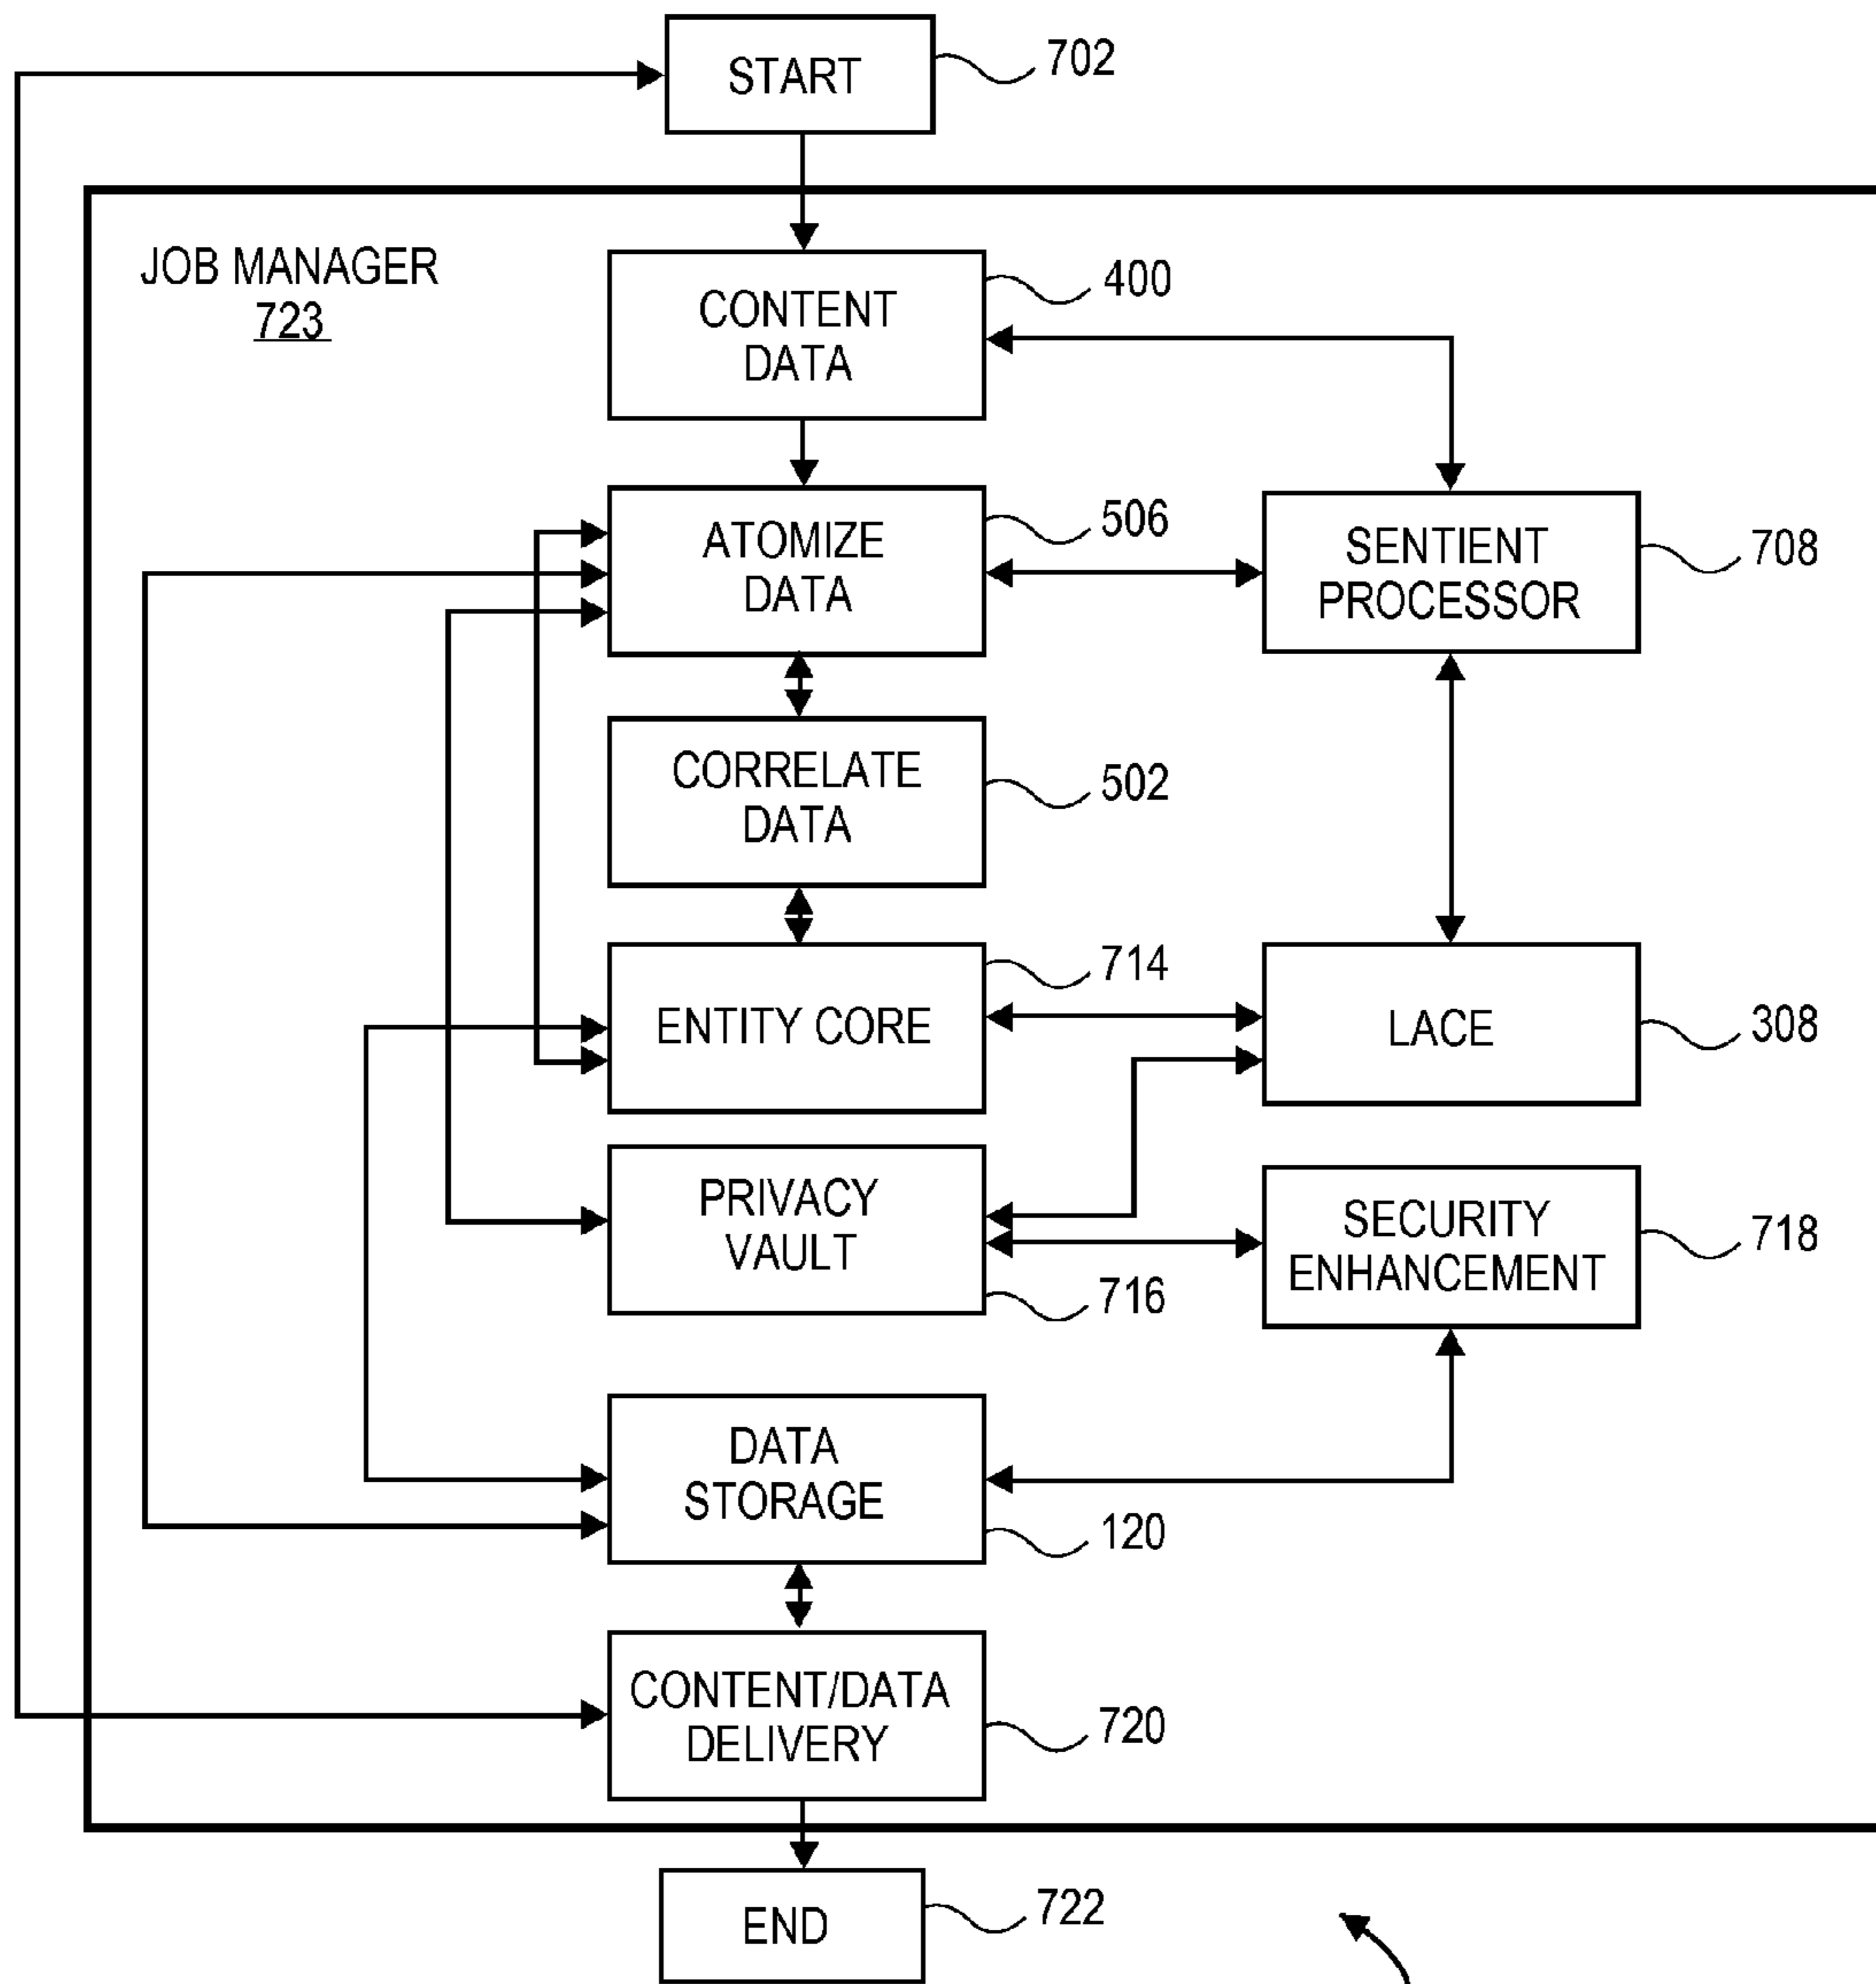 START
702
JOB MANAGER
723
CONTENT
DATA
400
ATOMIZE
DATA
506
SENTIENT
PROCESSOR
708
CORRELATE
DATA
502
ENTITY CORE
714
LACE
308
PRIVACY
VAULT
716
SECURITY
ENHANCEMENT
718
DATA
STORAGE
120
CONTENT/DATA
DELIVERY
720
END
722